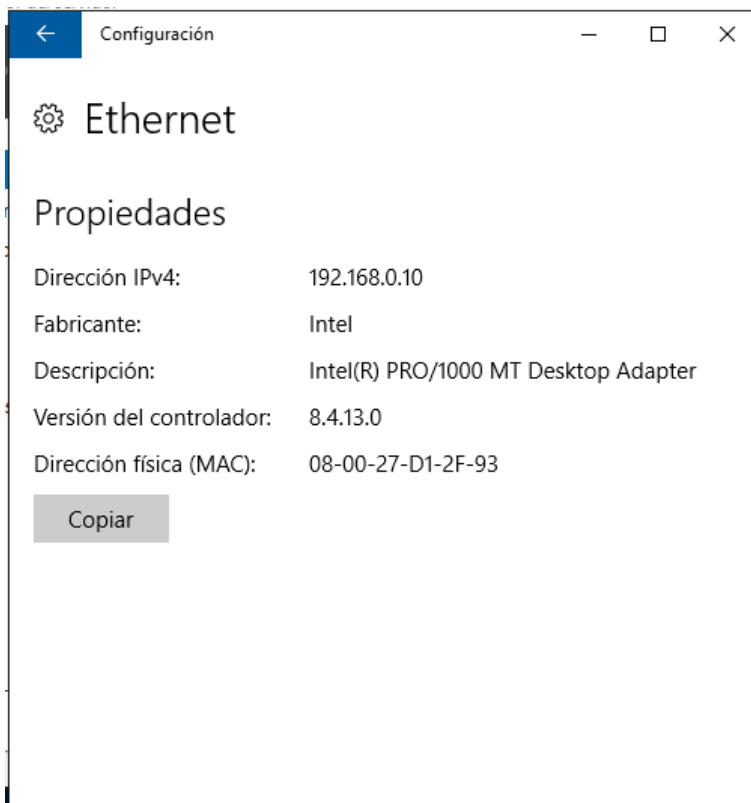 Configuración
Ethernet
Propiedades
Dirección IPv4: 192.168.0.10
Fabricante: Intel
Descripción: Intel(R) PRO/1000 MT Desktop Adapter
Versión del controlador: 8.4.13.0
Dirección física (MAC): 08-00-27-D1-2F-93
Copiar